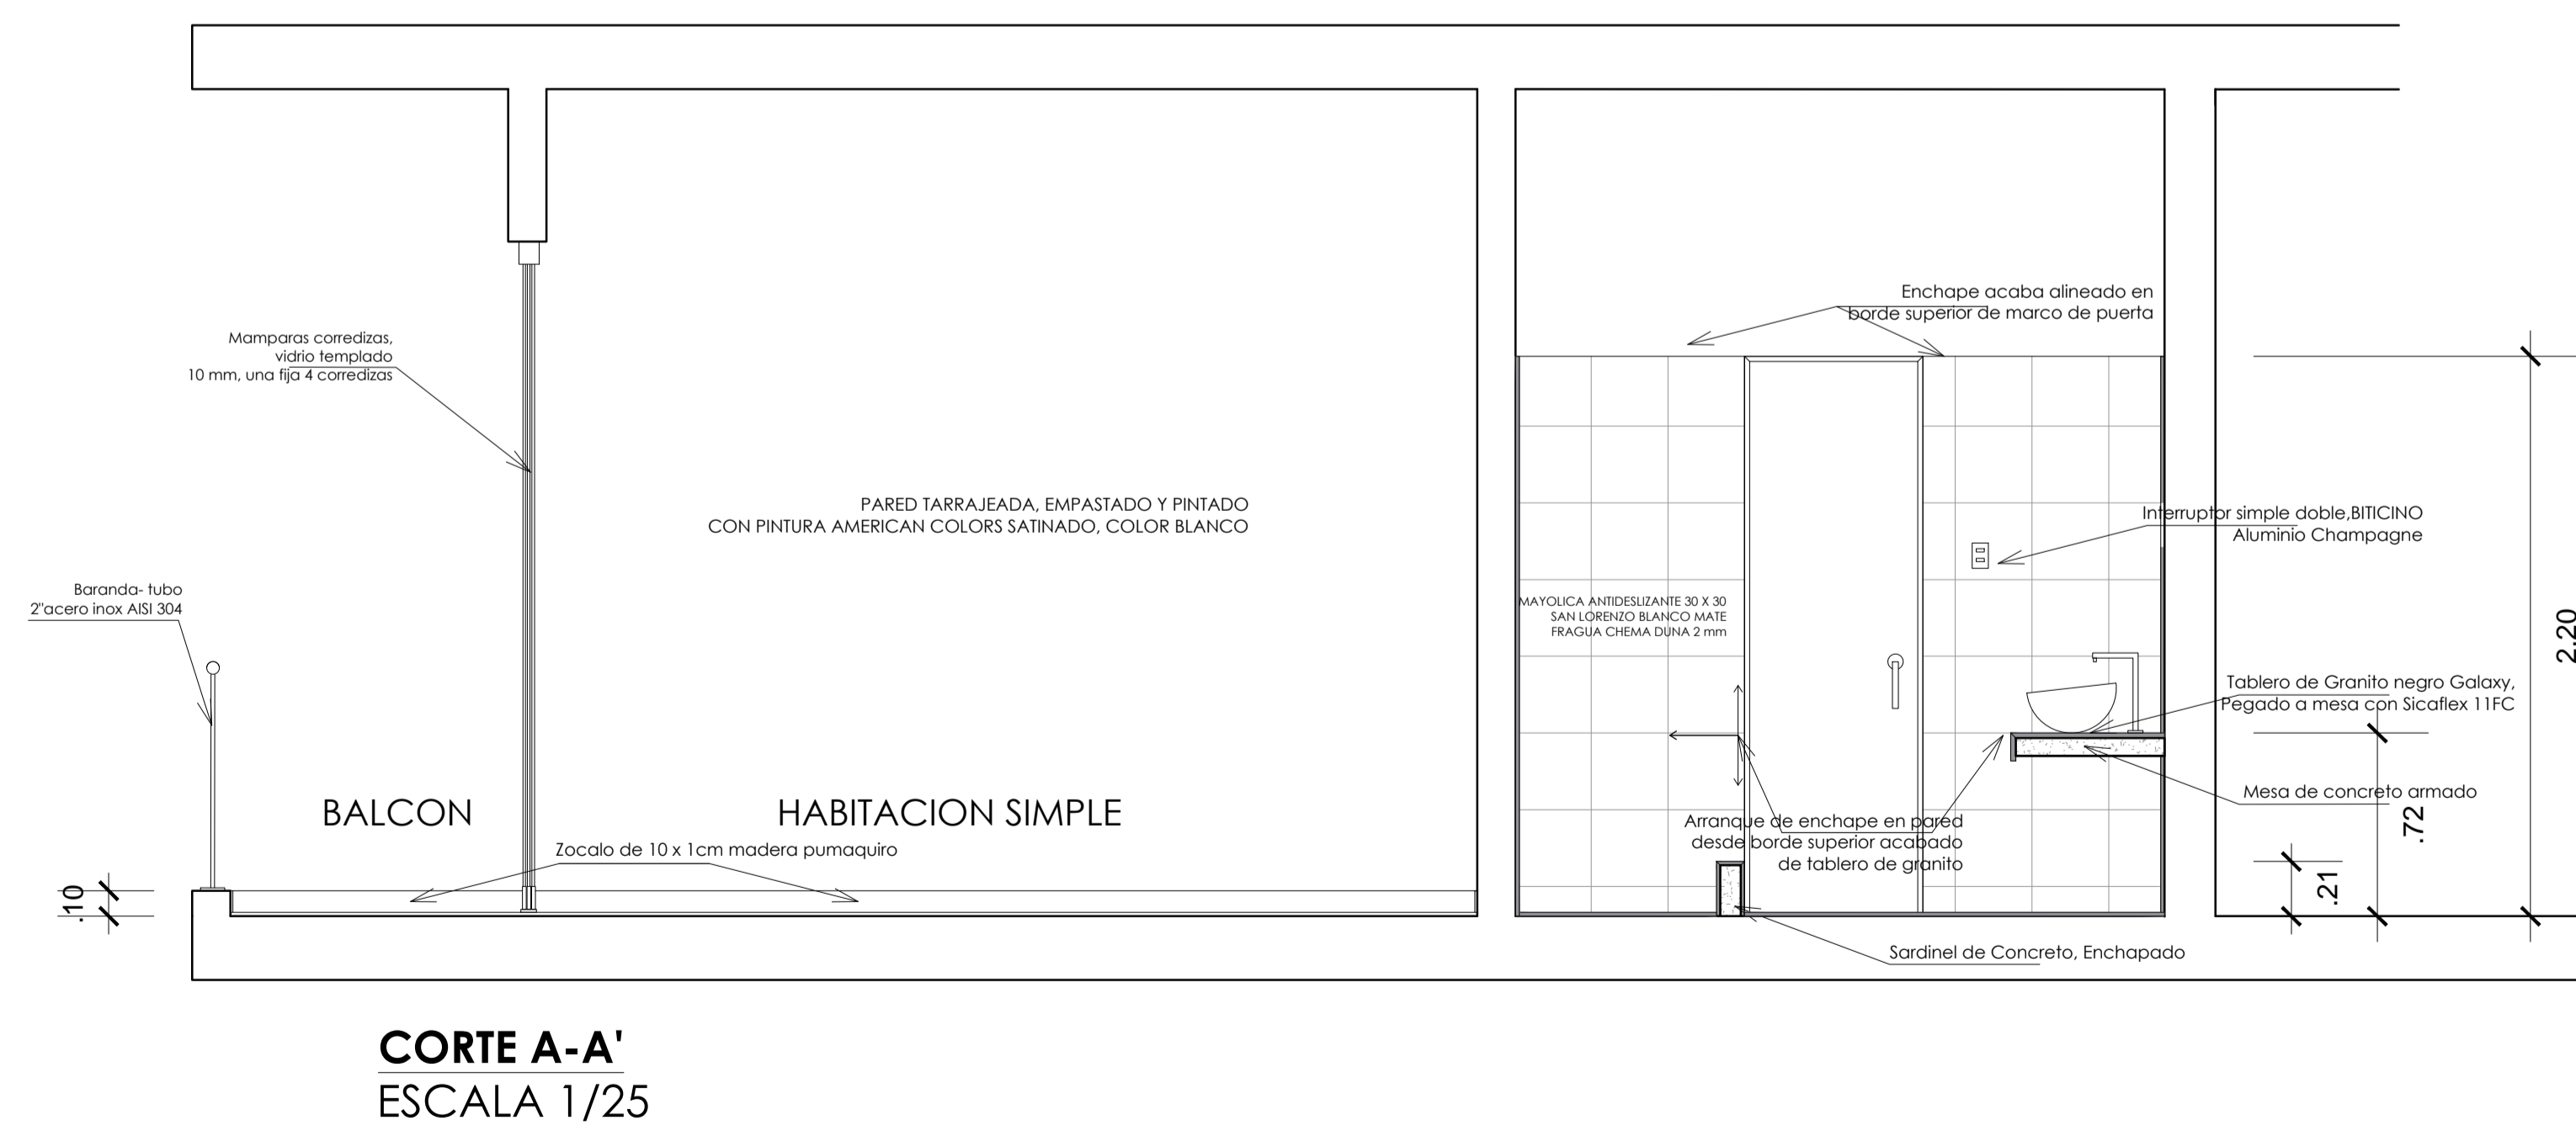 Enchape acaba alineado en
borde superior de marco de puerta
Mamparas corredizas,
vidrio templado
10 mm, una fija 4 corredizas
PARED TARRAJEADA, EMPASTADO Y PINTADO
CON PINTURA AMERICAN COLORS SATINADO, COLOR BLANCO
Interruptor simple doble,BITICINO
Aluminio Champagne
Baranda- tubo
2"acero inox AISI 304
MAYOLICA ANTIDESLIZANTE 30 X 30
SAN LORENZO BLANCO MATE
FRAGUA CHEMA DUNA 2 mm
2.20
Tablero de Granito negro Galaxy,
Pegado a mesa con Sicaflex 11FC
Mesa de concreto armado
BALCON
HABITACION SIMPLE
.72
Arranque de enchape en pared
desde borde superior acabado
de tablero de granito
Zocalo de 10 x 1cm madera pumaquiro
.10
.21
Sardinel de Concreto, Enchapado
CORTE A-A'
ESCALA 1/25